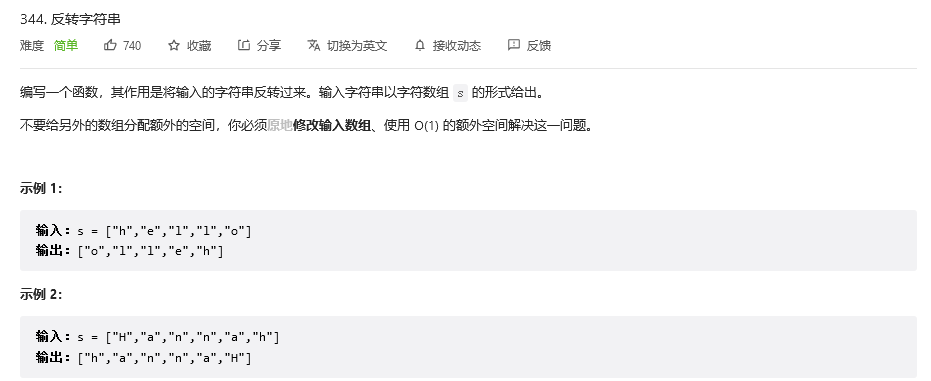 344. 反转字符串
难度 简单 740 收藏 分享 切换为英文 接收动态 反馈
编写一个函数，其作用是将输入的字符串反转过来。输入字符串以字符数组 s 的形式给出。
不要给另外的数组分配额外的空间，你必须原地修改输入数组、使用 O(1) 的额外空间解决这一问题。
示例 1：
输入：s = ["h","e","l","l","o"]
输出：["o","l","l","e","h"]
示例 2：
输入：s = ["H","a","n","n","a","h"]
输出：["h","a","n","n","a","H"]